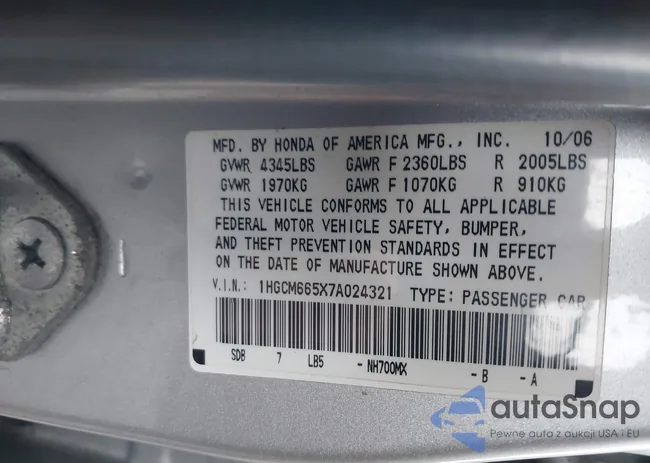 MFD. BY HONDA OF AMERICA MFG., INC. 10/06
GVWR 4345LBS GAWR F 2360LBS R 2005LBS
GVWR 1970KG GAWR F 1070KG R 910KG
THIS VEHICLE CONFORMS TO ALL APPLICABLE
FEDERAL MOTOR VEHICLE SAFETY, BUMPER,
AND THEFT PREVENTION STANDARDS IN EFFECT
ON THE DATE OF MANUFACTURE SHOWN ABOVE.
V.I.N.: 1HGCM665X7A024321 TYPE: PASSENGER CAR
SDB 7 LB5 -NH700MX -B -A
autaSnap
Pewne auta z aukcji USA i EU